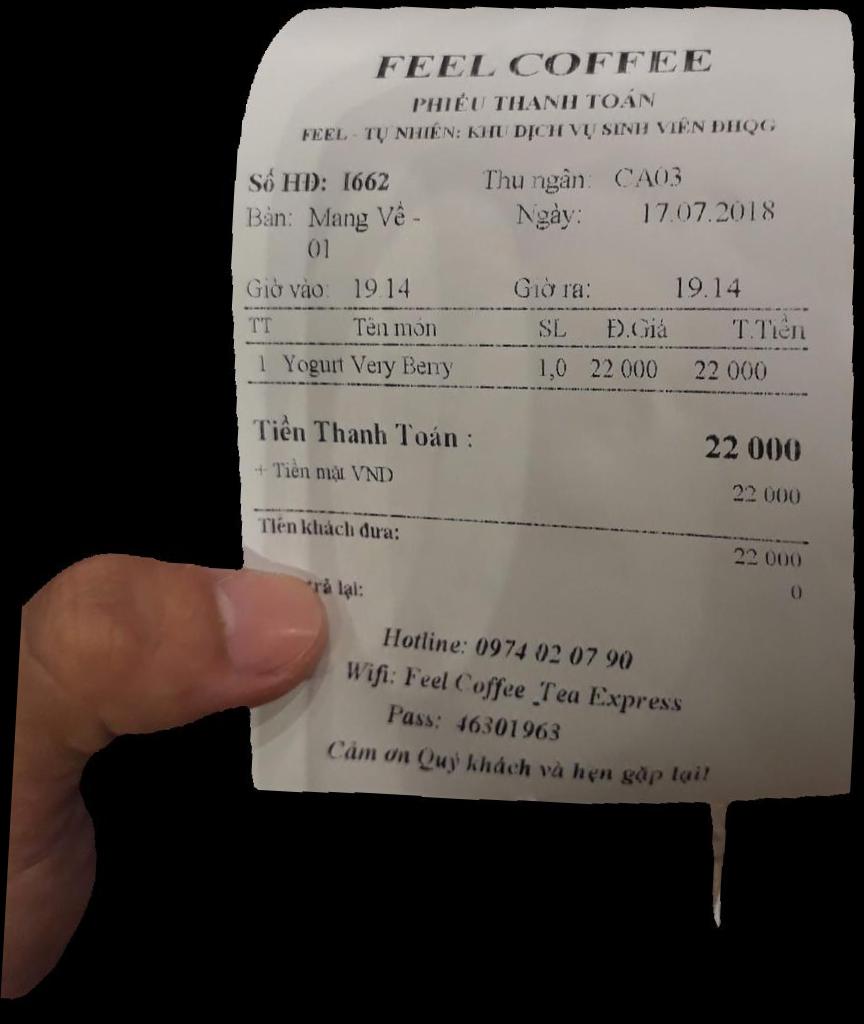 FEEL COFFEE
PHIẾU THANH TOÁN
FEEL - TỰ NHIÊN: KHU DỊCH VỤ SINH VIÊN ĐHQG
Số HĐ: I662 Thu ngân: CA03
Bàn: Mang Về - Ngày: 17.07.2018
01
Giờ vào: 19.14 Giờ ra: 19.14
TT Tên món SL Đ.Giá T.Tiền
1 Yogurt Very Berry 1,0 22 000 22 000
Tiền Thanh Toán : 22 000
+ Tiền mặt VND 22 000
Tiền khách đưa: 22 000
trả lại: 0
Hotline: 0974 02 07 90
Wifi: Feel Coffee _Tea Express
Pass: 46301963
Cảm ơn Quý khách và hẹn gặp lại!